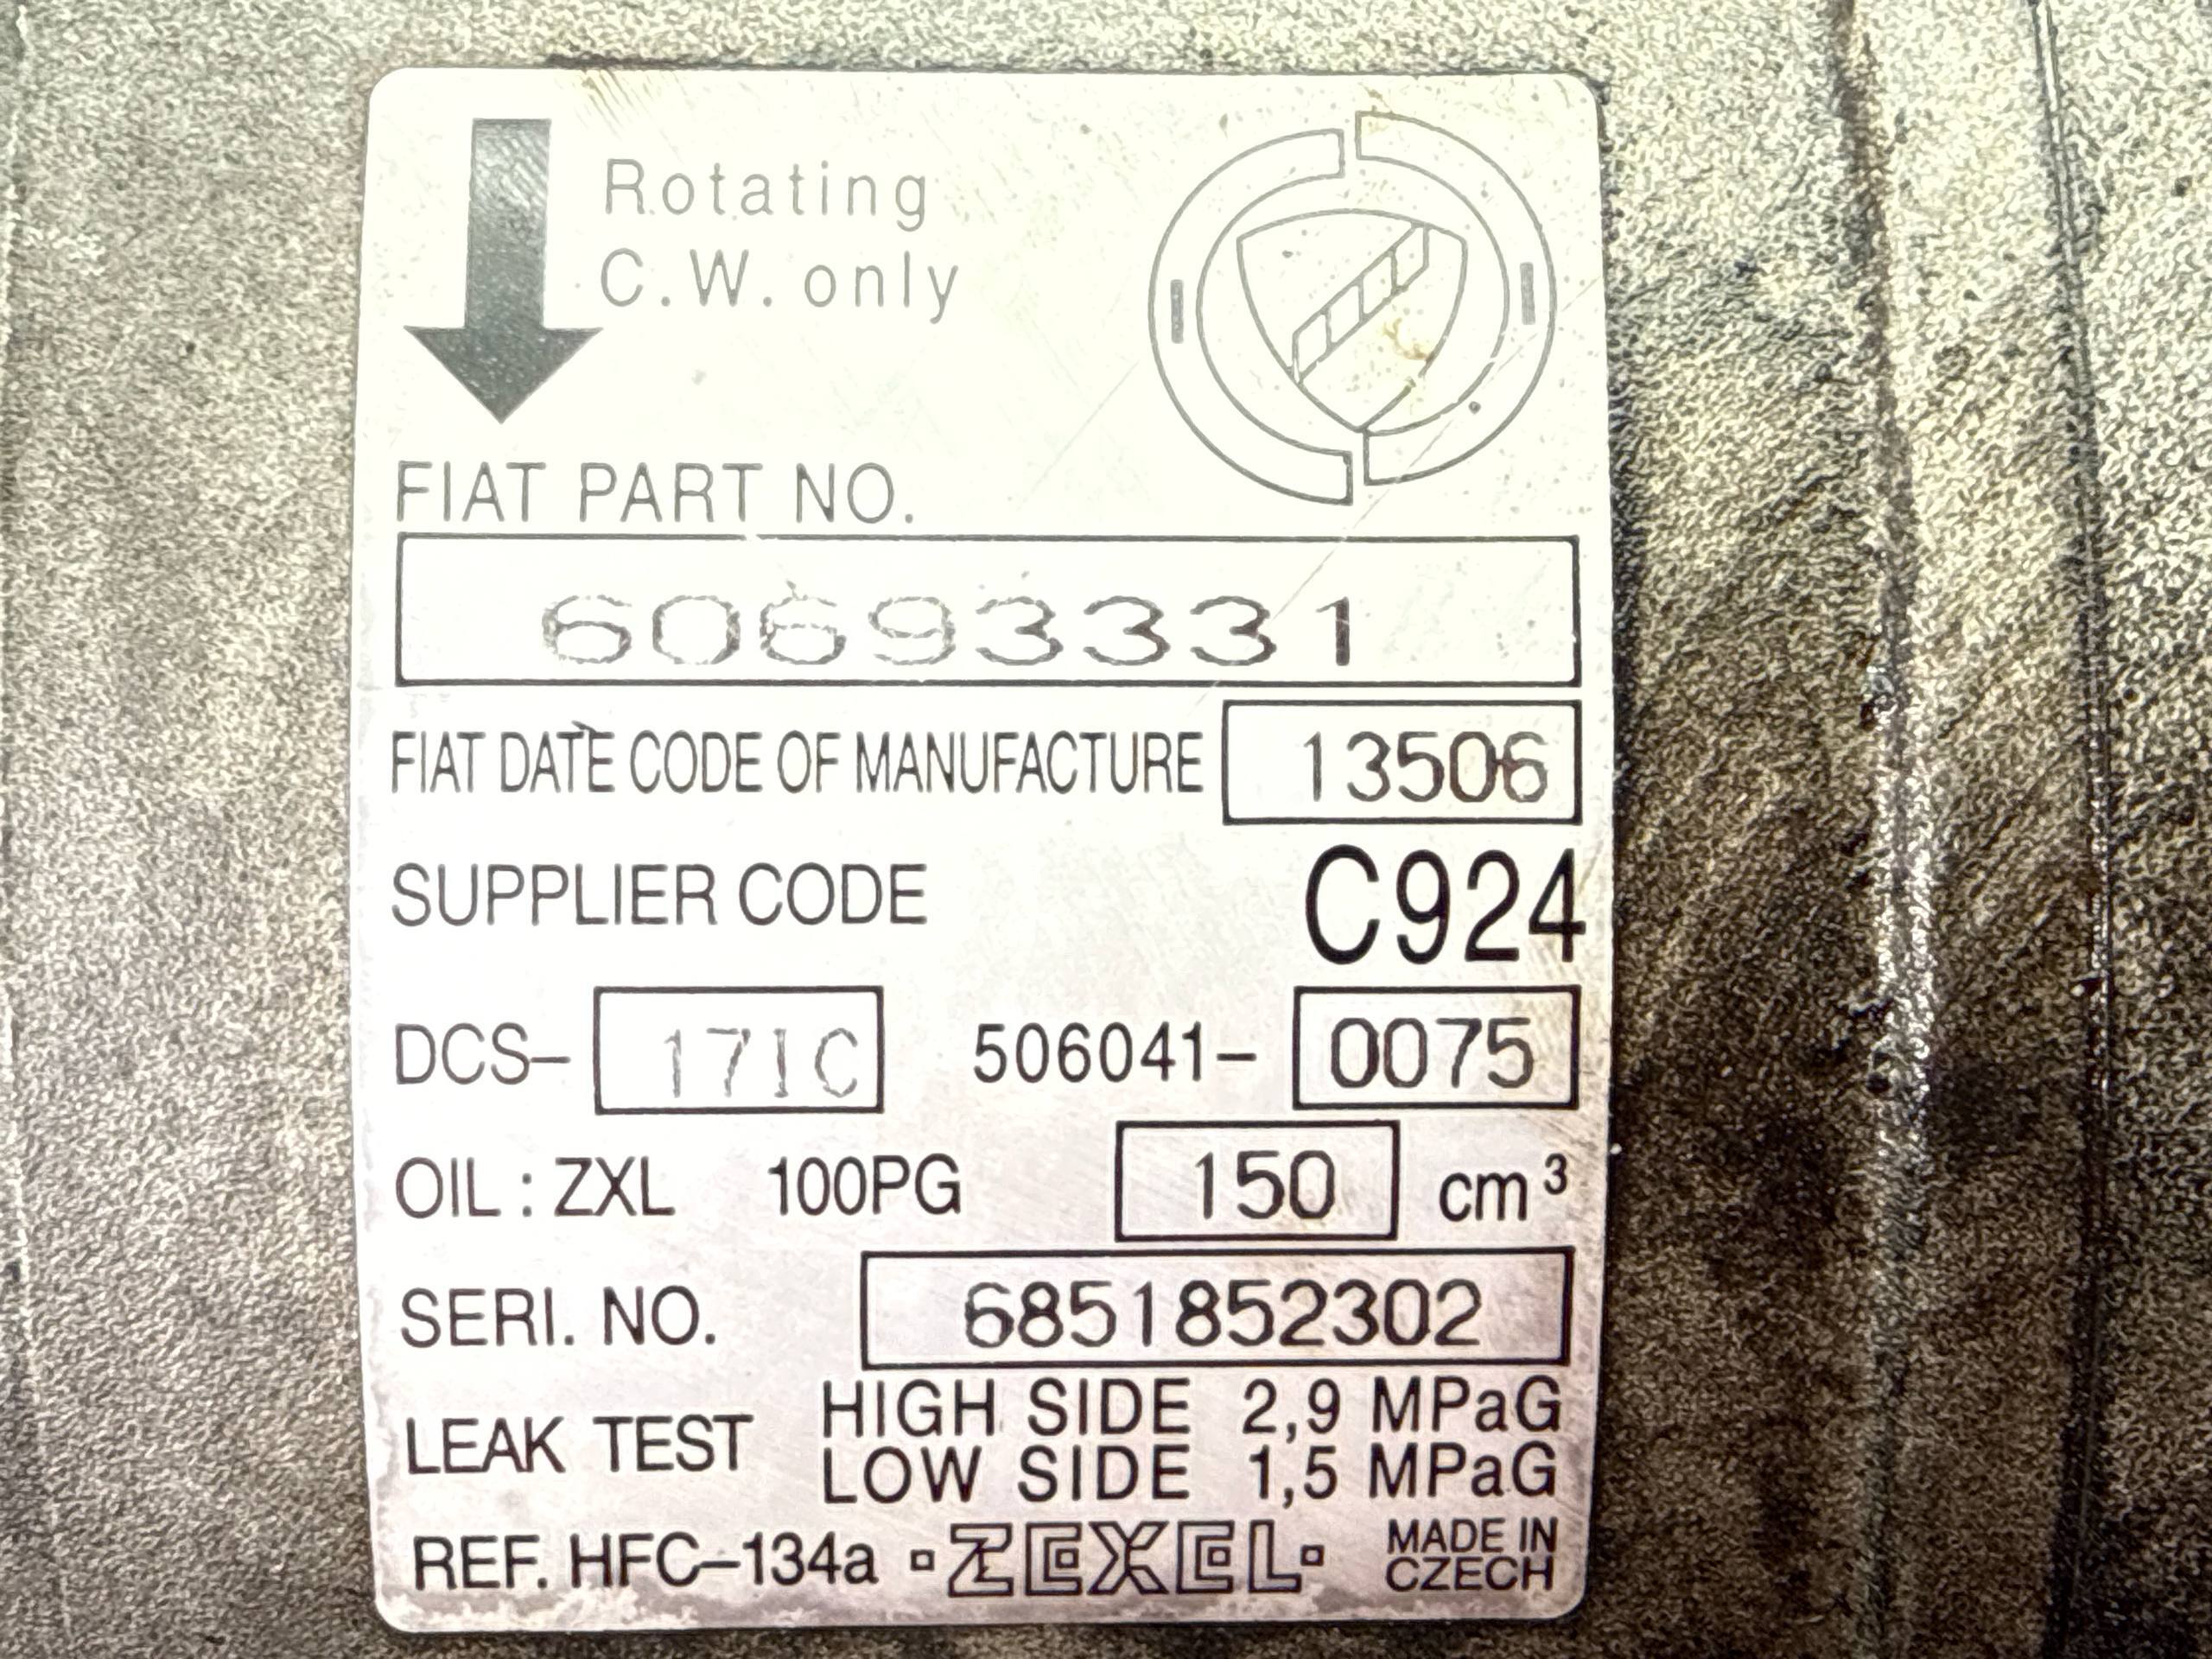 Rotating
C.W. only
FIAT PART NO.
60693331
FIAT DATE CODE OF MANUFACTURE 13506
SUPPLIER CODE C924
DCS- 17IC 506041- 0075
OIL : ZXL 100PG 150 cm³
SERI. NO. 6851852302
LEAK TEST HIGH SIDE 2,9 MPaG
LOW SIDE 1,5 MPaG
REF. HFC-134a ZEXEL MADE IN
CZECH